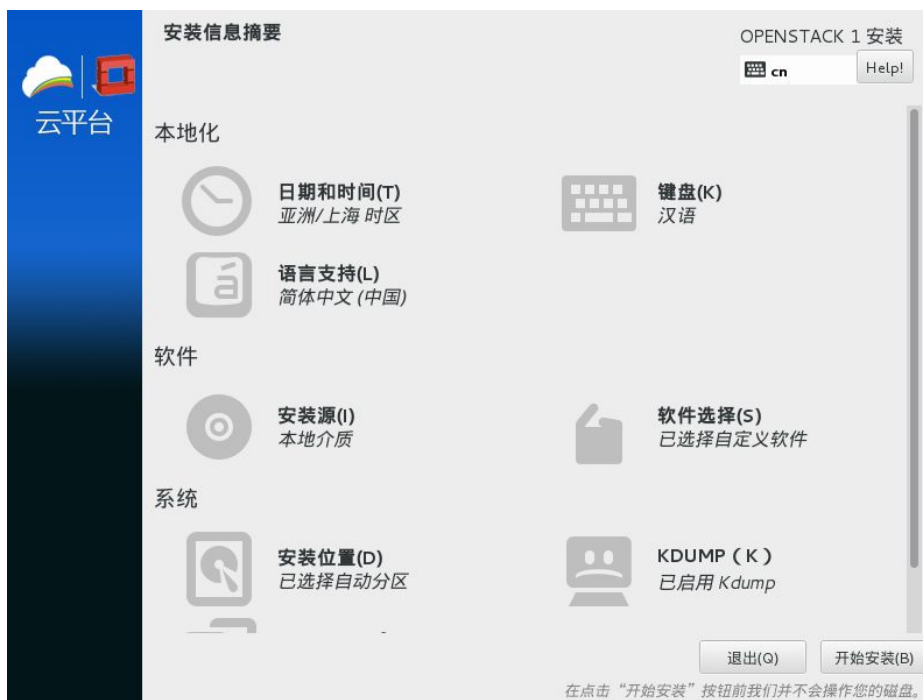 安装信息摘要
OPENSTACK 1 安装
cn
Help!
云平台
本地化
日期和时间(T)
亚洲/上海 时区
键盘(K)
汉语
语言支持(L)
简体中文 (中国)
软件
安装源(I)
本地介质
软件选择(S)
已选择自定义软件
系统
安装位置(D)
已选择自动分区
KDUMP（K）
已启用 Kdump
退出(Q)
开始安装(B)
在点击“开始安装”按钮前我们并不会操作您的磁盘。